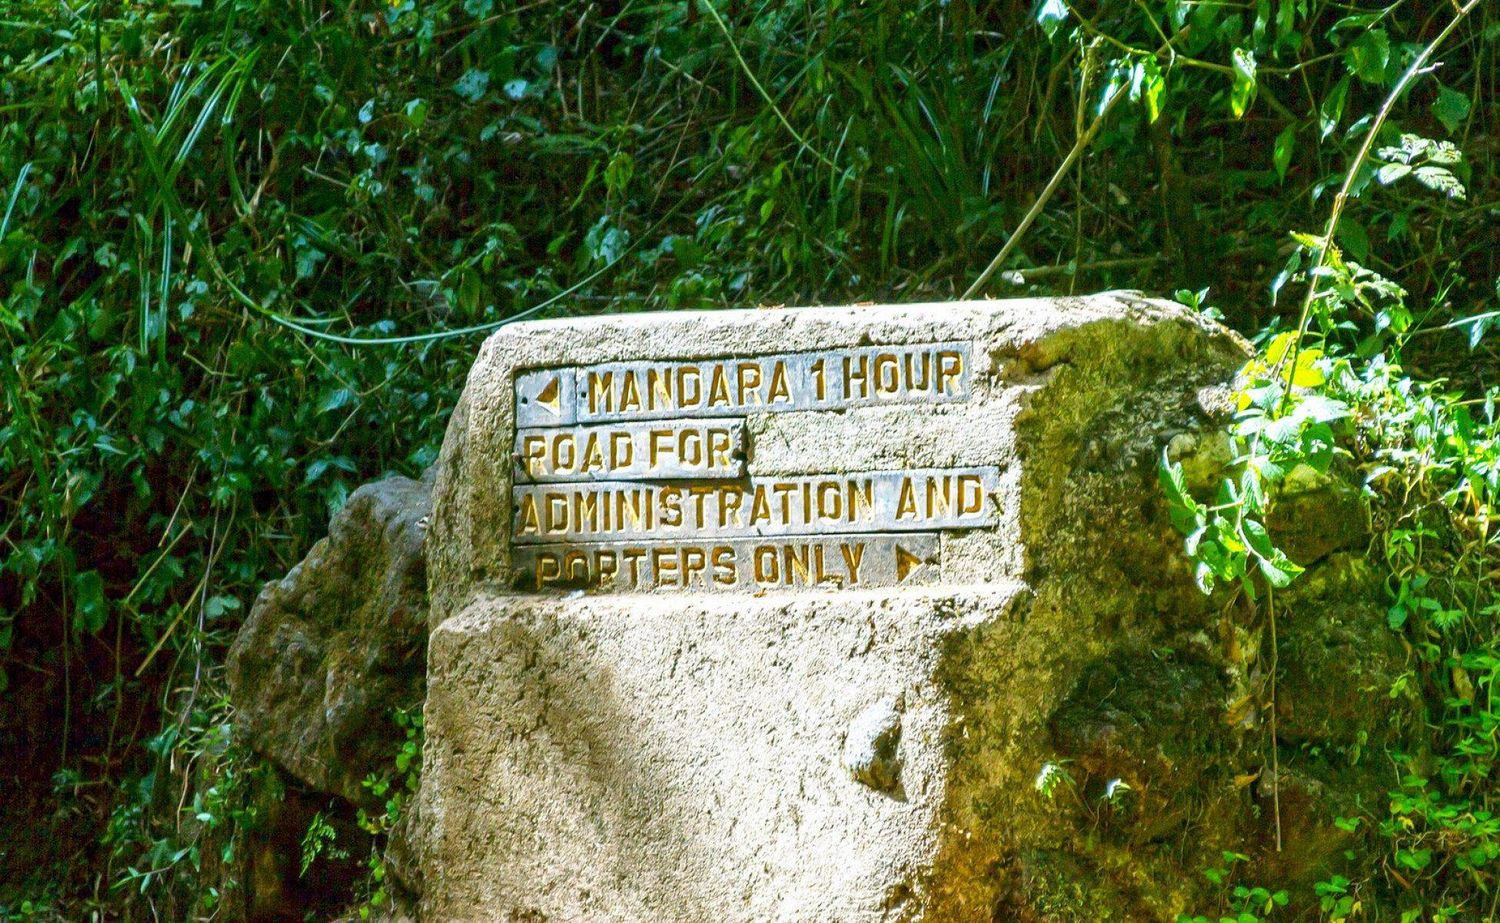 ◀ MANDARA 1 HOUR
ROAD FOR
ADMINISTRATION AND
PORTERS ONLY ▶